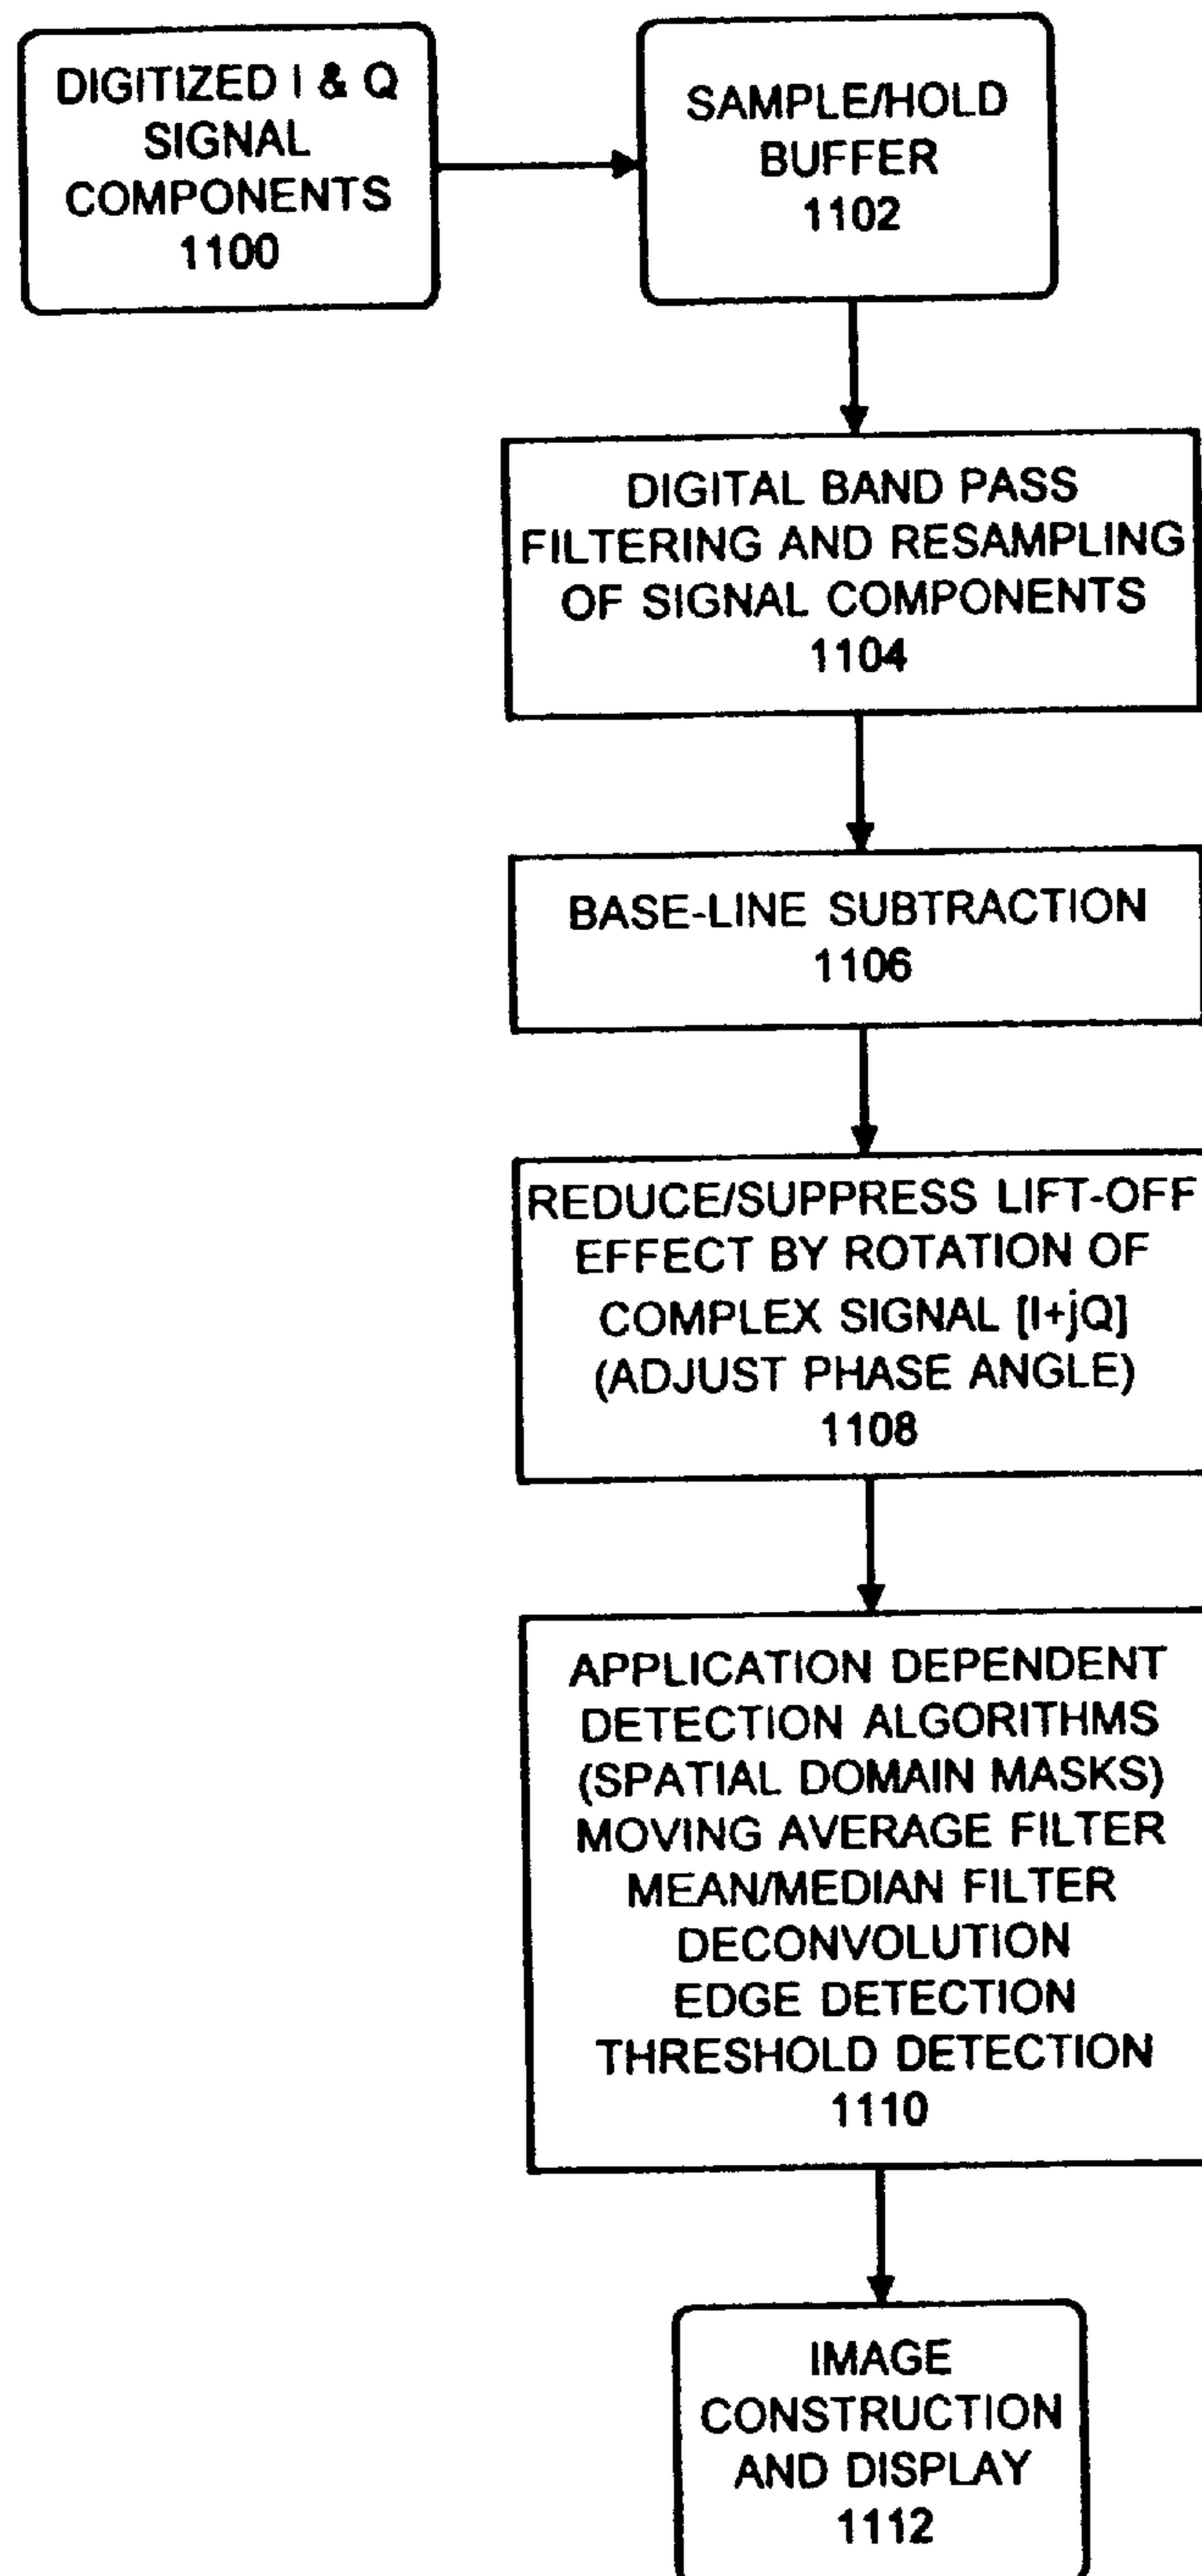 DIGITIZED I & Q
SIGNAL
COMPONENTS
1100
SAMPLE/HOLD
BUFFER
1102
DIGITAL BAND PASS
FILTERING AND RESAMPLING
OF SIGNAL COMPONENTS
1104
BASE-LINE SUBTRACTION
1106
REDUCE/SUPPRESS LIFT-OFF
EFFECT BY ROTATION OF
COMPLEX SIGNAL [I+jQ]
(ADJUST PHASE ANGLE)
1108
APPLICATION DEPENDENT
DETECTION ALGORITHMS
(SPATIAL DOMAIN MASKS)
MOVING AVERAGE FILTER
MEAN/MEDIAN FILTER
DECONVOLUTION
EDGE DETECTION
THRESHOLD DETECTION
1110
IMAGE
CONSTRUCTION
AND DISPLAY
1112